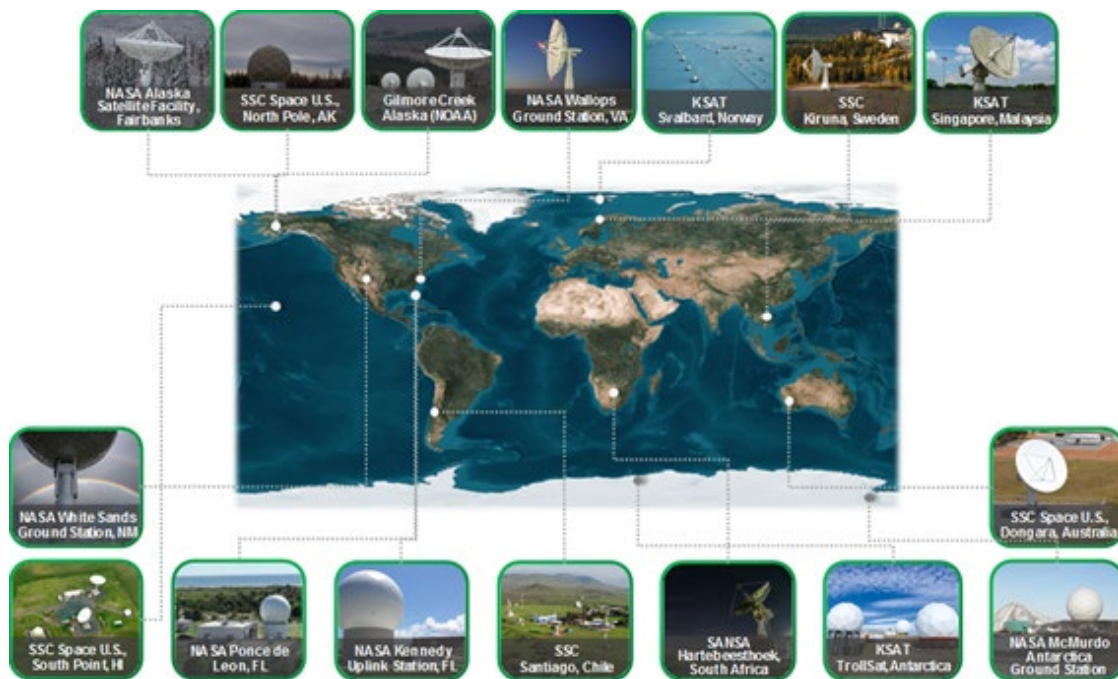 NASA Alaska
Satellite Facility,
Fairbanks
SSC Space U.S.,
North Pole, AK
Gilmore Creek
Alaska (NOAA)
NASA Wallops
Ground Station, VA
KSAT
Svalbard, Norway
SSC
Kiruna, Sweden
KSAT
Singapore, Malaysia
NASA White Sands
Ground Station, NM
SSC Space U.S.,
Dongara, Australia
SSC Space U.S.,
South Point, HI
NASA Ponce de
Leon, FL
NASA Kennedy
Uplink Station, FL
SSC
Santiago, Chile
SANSA
Hartebeesthoek,
South Africa
KSAT
TrollSat, Antarctica
NASA McMurdo
Antarctica
Ground Station